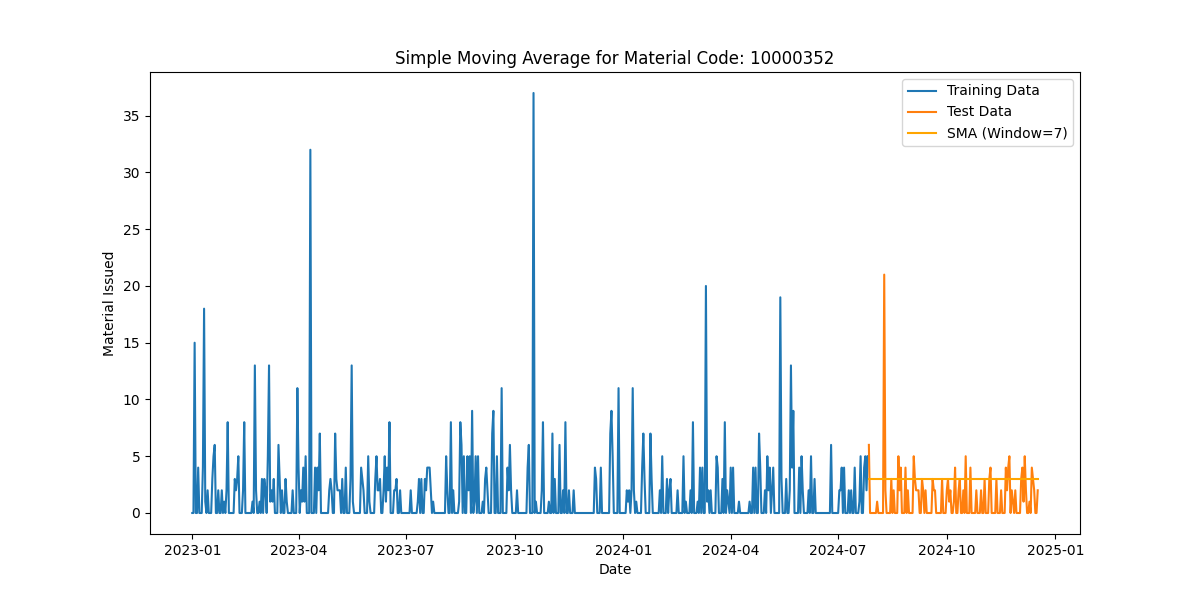 Simple Moving Average for Material Code: 10000352
Training Data
Test Data
SMA (Window=7)
Material Issued
35
30
25
20
15
10
5
0
2023-01
2023-04
2023-07
2023-10
2024-01
2024-04
2024-07
2024-10
2025-01
Date